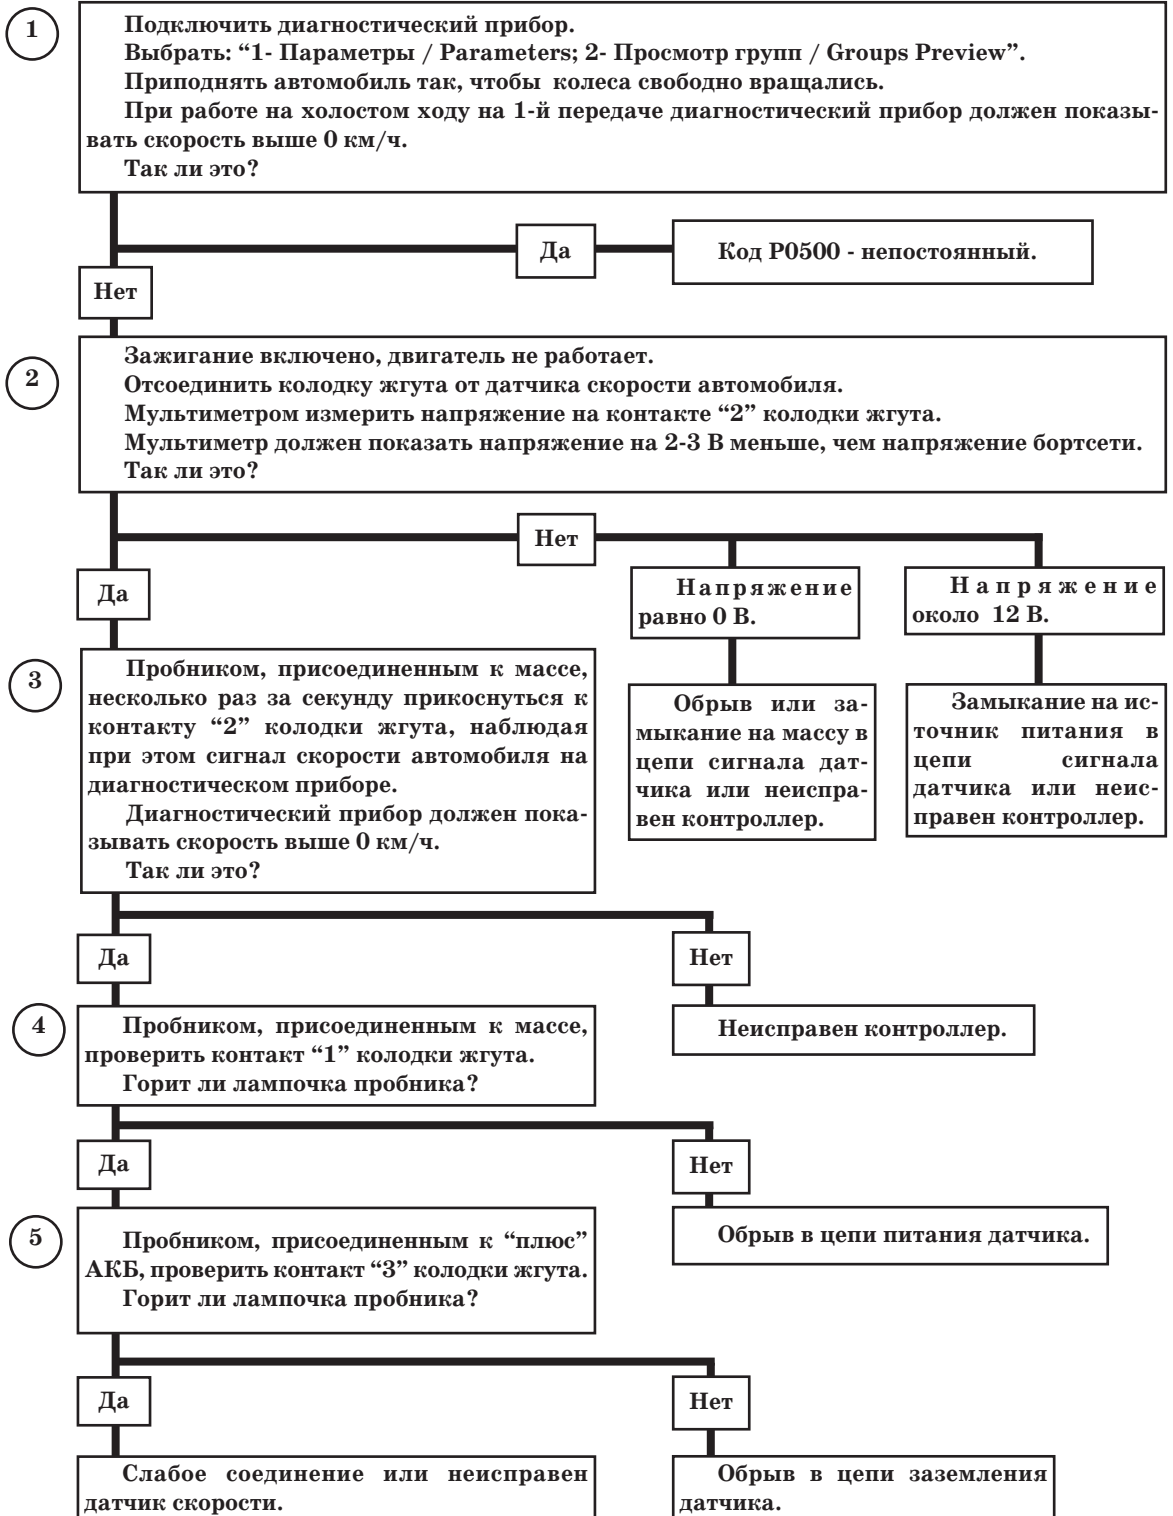 1
Подключить диагностический прибор.
Выбрать: “1- Параметры / Parameters; 2- Просмотр групп / Groups Preview”.
Приподнять автомобиль так, чтобы колеса свободно вращались.
При работе на холостом ходу на 1-й передаче диагностический прибор должен показы-
вать скорость выше 0 км/ч.
Так ли это?
Да
Код P0500 - непостоянный.
Нет
2
Зажигание включено, двигатель не работает.
Отсоединить колодку жгута от датчика скорости автомобиля.
Мультиметром измерить напряжение на контакте “2” колодки жгута.
Мультиметр должен показать напряжение на 2-3 В меньше, чем напряжение бортсети.
Так ли это?
Нет
Да
Напряжение
равно 0 В.
Напряжение
около 12 В.
3
Пробником, присоединенным к массе,
несколько раз за секунду прикоснуться к
контакту “2” колодки жгута, наблюдая
при этом сигнал скорости автомобиля на
диагностическом приборе.
Диагностический прибор должен пока-
зывать скорость выше 0 км/ч.
Так ли это?
Обрыв или за-
мыкание на массу в
цепи сигнала дат-
чика или неиспра-
вен контроллер.
Замыкание на ис-
точник питания в
цепи сигнала
датчика или неис-
правен контроллер.
Да
Нет
4
Пробником, присоединенным к массе,
проверить контакт “1” колодки жгута.
Горит ли лампочка пробника?
Неисправен контроллер.
Да
Нет
5
Пробником, присоединенным к “плюс”
АКБ, проверить контакт “3” колодки жгута.
Горит ли лампочка пробника?
Обрыв в цепи питания датчика.
Да
Нет
Слабое соединение или неисправен
датчик скорости.
Обрыв в цепи заземления
датчика.